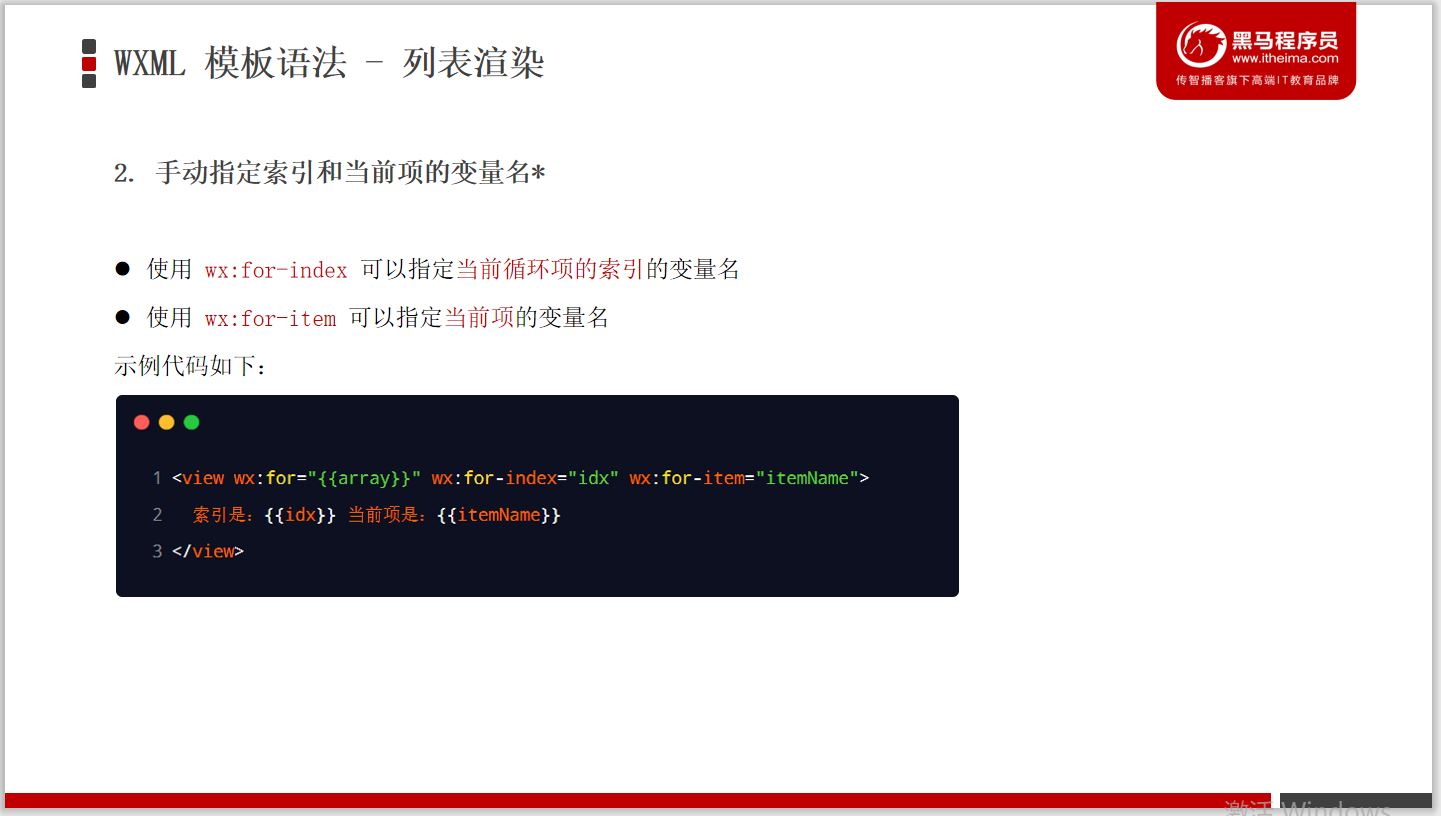 WXML 模板语法 - 列表渲染
黑马程序员
www.itheima.com
传智播客旗下高端IT教育品牌
2. 手动指定索引和当前项的变量名*
● 使用 wx:for-index 可以指定当前循环项的索引的变量名
● 使用 wx:for-item 可以指定当前项的变量名
示例代码如下：
1 <view wx:for="{{array}}" wx:for-index="idx" wx:for-item="itemName">
2 索引是：{{idx}} 当前项是：{{itemName}}
3 </view>
激活 Windows